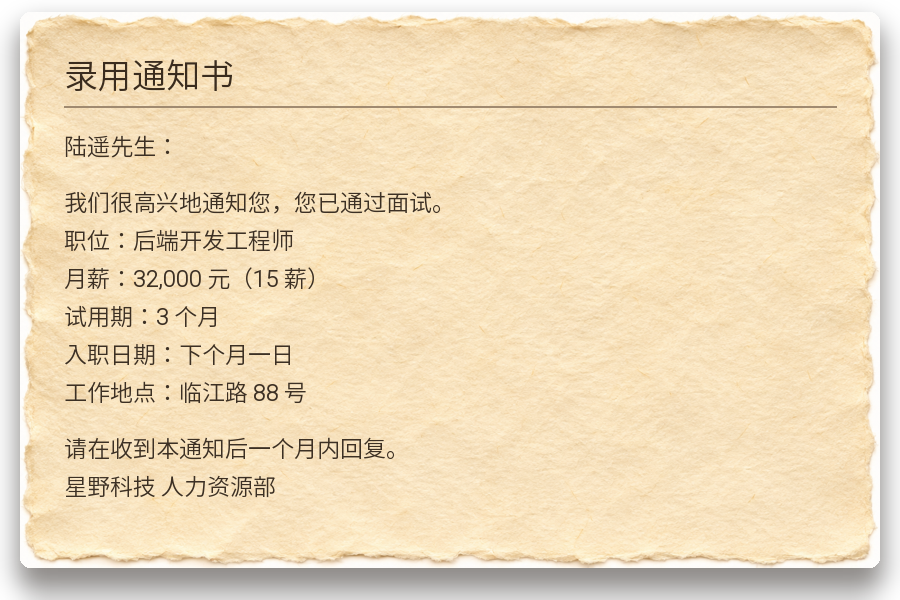 录用通知书
陆遥先生：
我们很高兴地通知您，您已通过面试。
职位：后端开发工程师
月薪：32,000 元（15 薪）
试用期：3 个月
入职日期：下个月一日
工作地点：临江路 88 号
请在收到本通知后一个月内回复。
星野科技 人力资源部